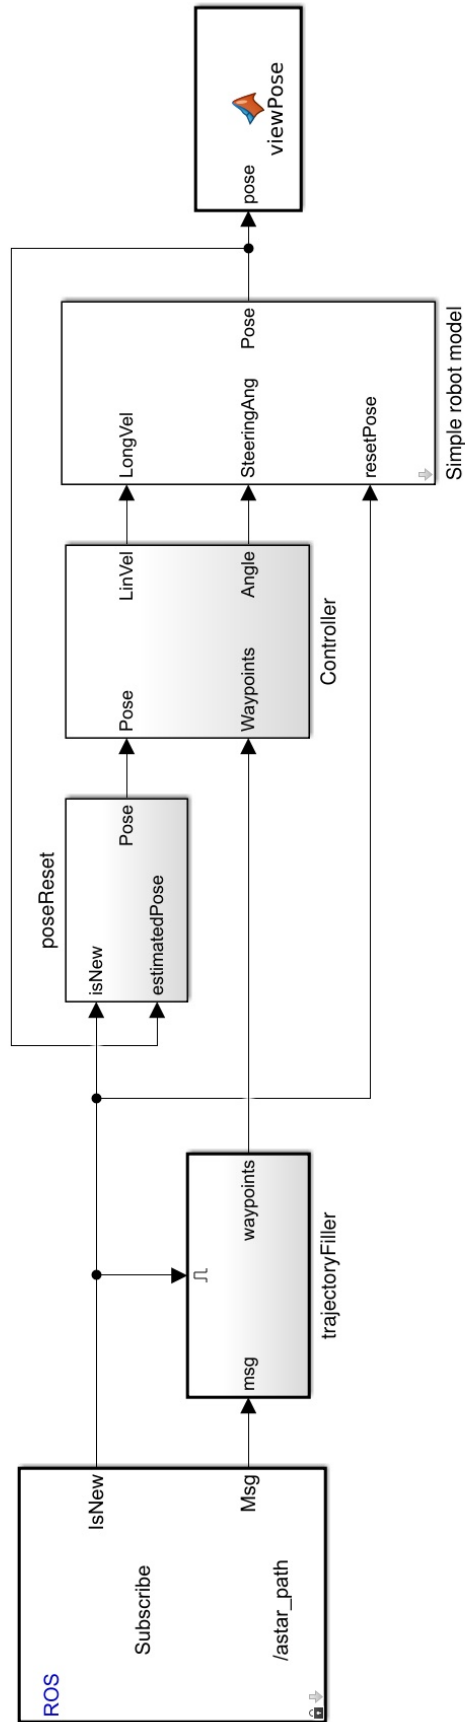 ROS
Subscribe
/astar_path
IsNew
Msg
msg
waypoints
trajectoryFiller
poseReset
isNew
estimatedPose
Pose
Pose
Waypoints
LinVel
Angle
Controller
LongVel
SteeringAng
resetPose
Pose
Simple robot model
pose
viewPose